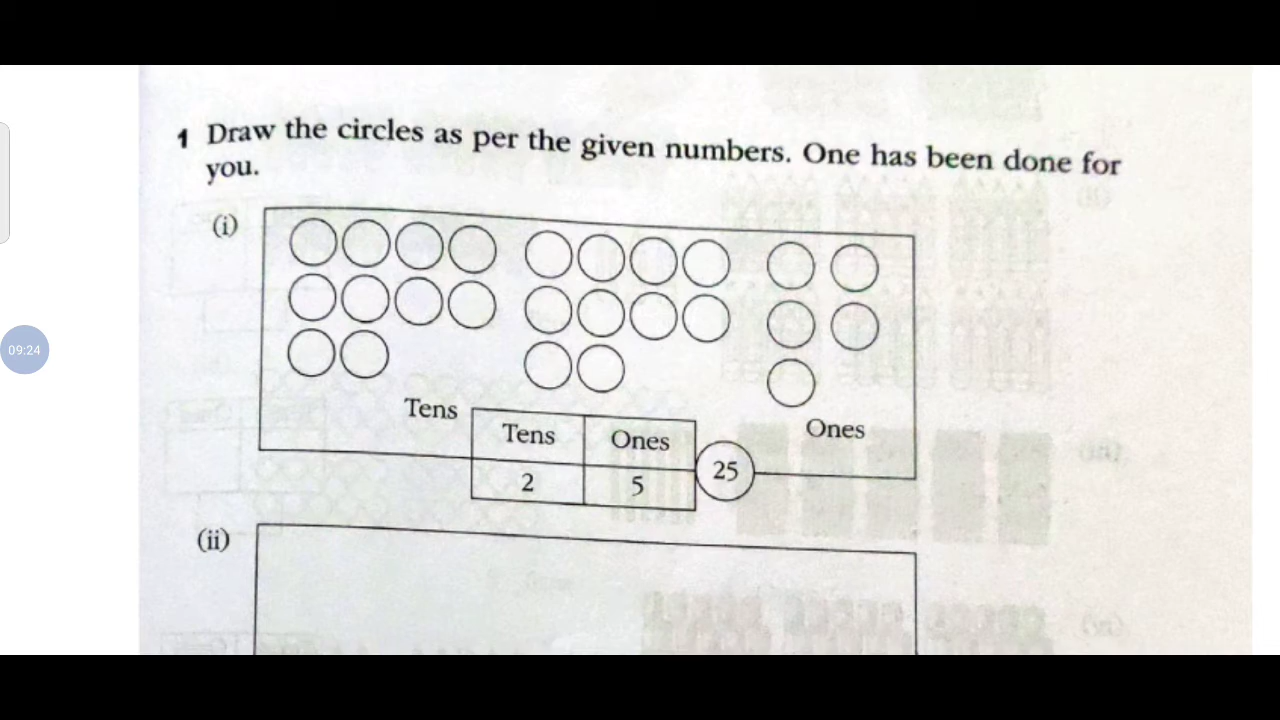 1 Draw the circles as per the given numbers. One has been done for
you.
(i)
Tens
Ones
Tens Ones
2 5
25
(ii)
09:24